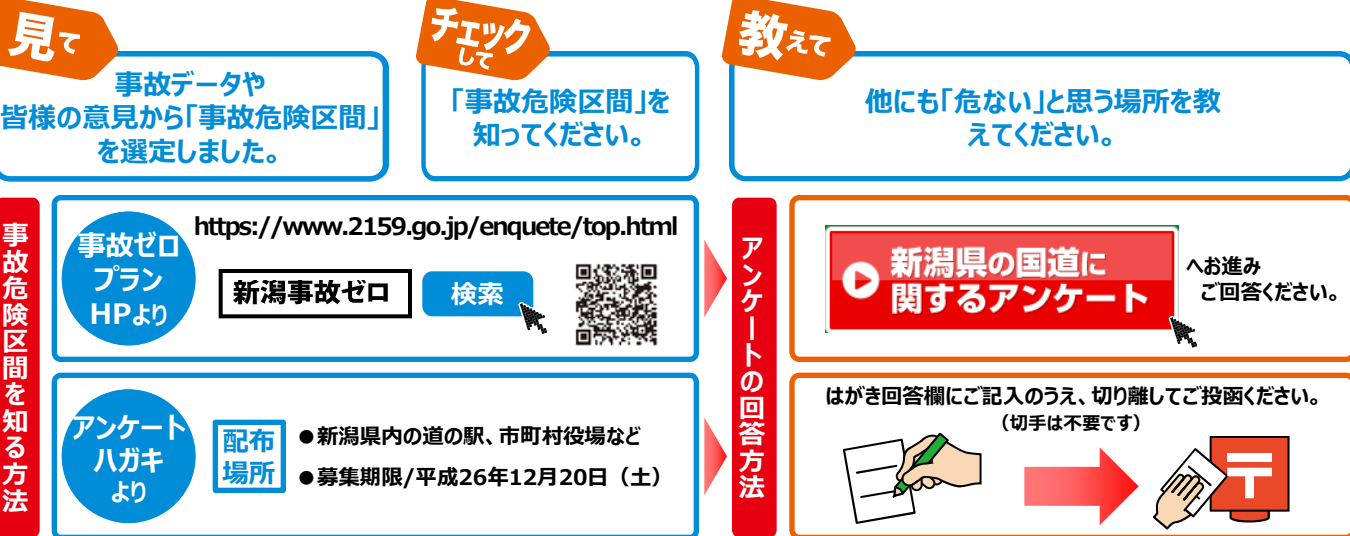 見て
事故データや
皆様の意見から「事故危険区間」
を選定しました。
チェック
して
「事故危険区間」を
知ってください。
教えて
他にも「危ない」と思う場所を教
えてください。
事故危険区間を知る方法
事故ゼロ
プラン
HPより
https://www.2159.go.jp/enquete/top.html
新潟事故ゼロ
検索
アンケート
ハガキ
より
配布
場所
●新潟県内の道の駅、市町村役場など
●募集期限/平成26年12月20日（土）
アンケートの回答方法
新潟県の国道に
関するアンケート
へお進み
ご回答ください。
はがき回答欄にご記入のうえ、切り離してご投函ください。
（切手は不要です）